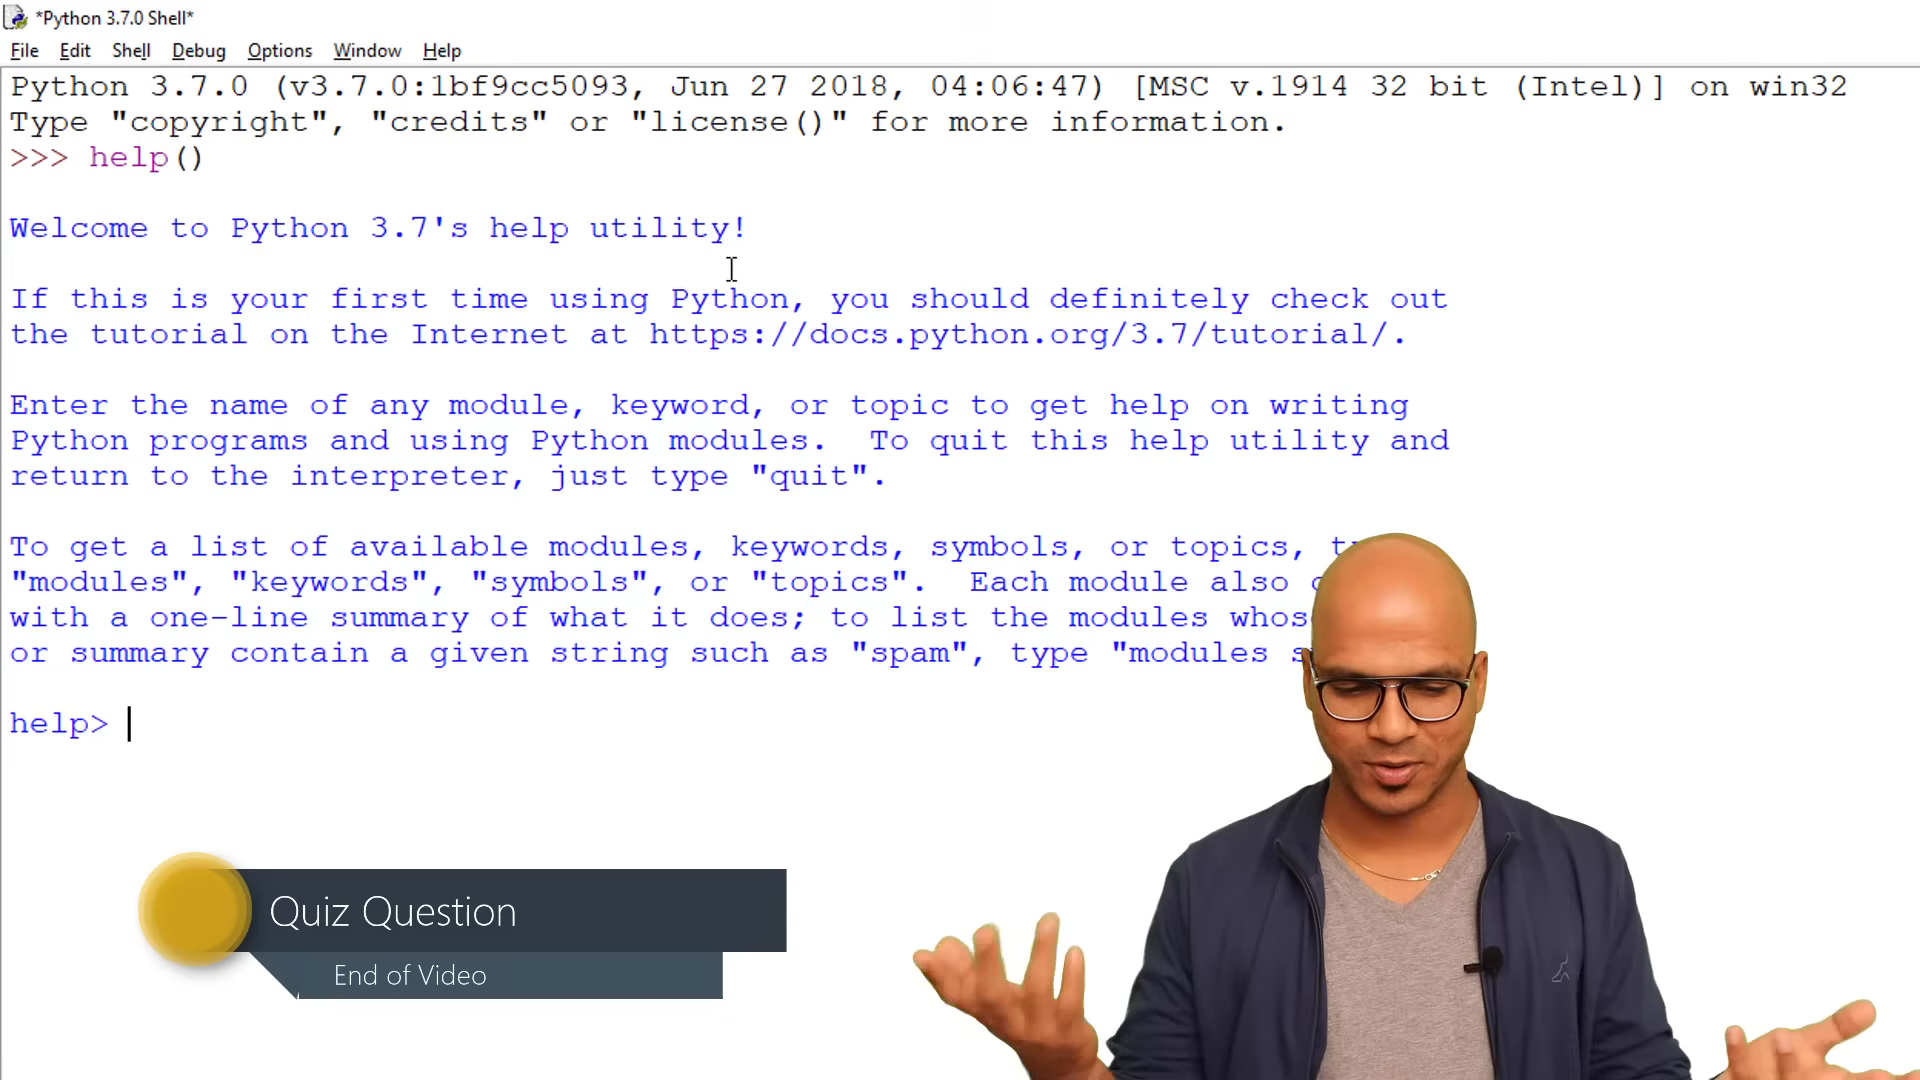 *Python 3.7.0 Shell*
File Edit Shell Debug Options Window Help
Python 3.7.0 (v3.7.0:1bf9cc5093, Jun 27 2018, 04:06:47) [MSC v.1914 32 bit (Intel)] on win32
Type "copyright", "credits" or "license()" for more information.
>>> help()
Welcome to Python 3.7's help utility!
If this is your first time using Python, you should definitely check out
the tutorial on the Internet at https://docs.python.org/3.7/tutorial/.
Enter the name of any module, keyword, or topic to get help on writing
Python programs and using Python modules.  To quit this help utility and
return to the interpreter, just type "quit".
To get a list of available modules, keywords, symbols, or topics,
"modules", "keywords", "symbols", or "topics".  Each module also
with a one-line summary of what it does; to list the modules
or summary contain a given string such as "spam", type "modules
help>
Quiz Question
End of Video